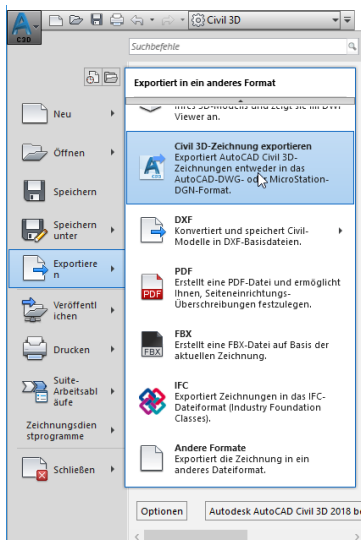 C3D
Civil 3D
Suchbefehle
Exportiert in ein anderes Format
Neu
Öffnen
Speichern
Speichern
unter
Exportiere
n
Veröffentl
ichen
Drucken
Suite-
Arbeitsabl
äufe
Zeichnungsdien
stprogramme
Schließen
Viewer an.
Civil 3D-Zeichnung exportieren
Exportiert AutoCAD Civil 3D-
Zeichnungen entweder in das
AutoCAD-DWG- oder MicroStation-
DGN-Format.
DXF
Konvertiert und speichert Civil-
Modelle in DXF-Basisdateien.
PDF
PDF
Erstellt eine PDF-Datei und ermöglicht
Ihnen, Seiteneinrichtungs-
Überschreibungen festzulegen.
FBX
FBX
Erstellt eine FBX-Datei auf Basis der
aktuellen Zeichnung.
IFC
Exportiert Zeichnungen in das IFC-
Dateiformat (Industry Foundation
Classes).
Andere Formate
Exportiert die Zeichnung in ein
anderes Dateiformat.
Optionen
Autodesk AutoCAD Civil 3D 2018 be